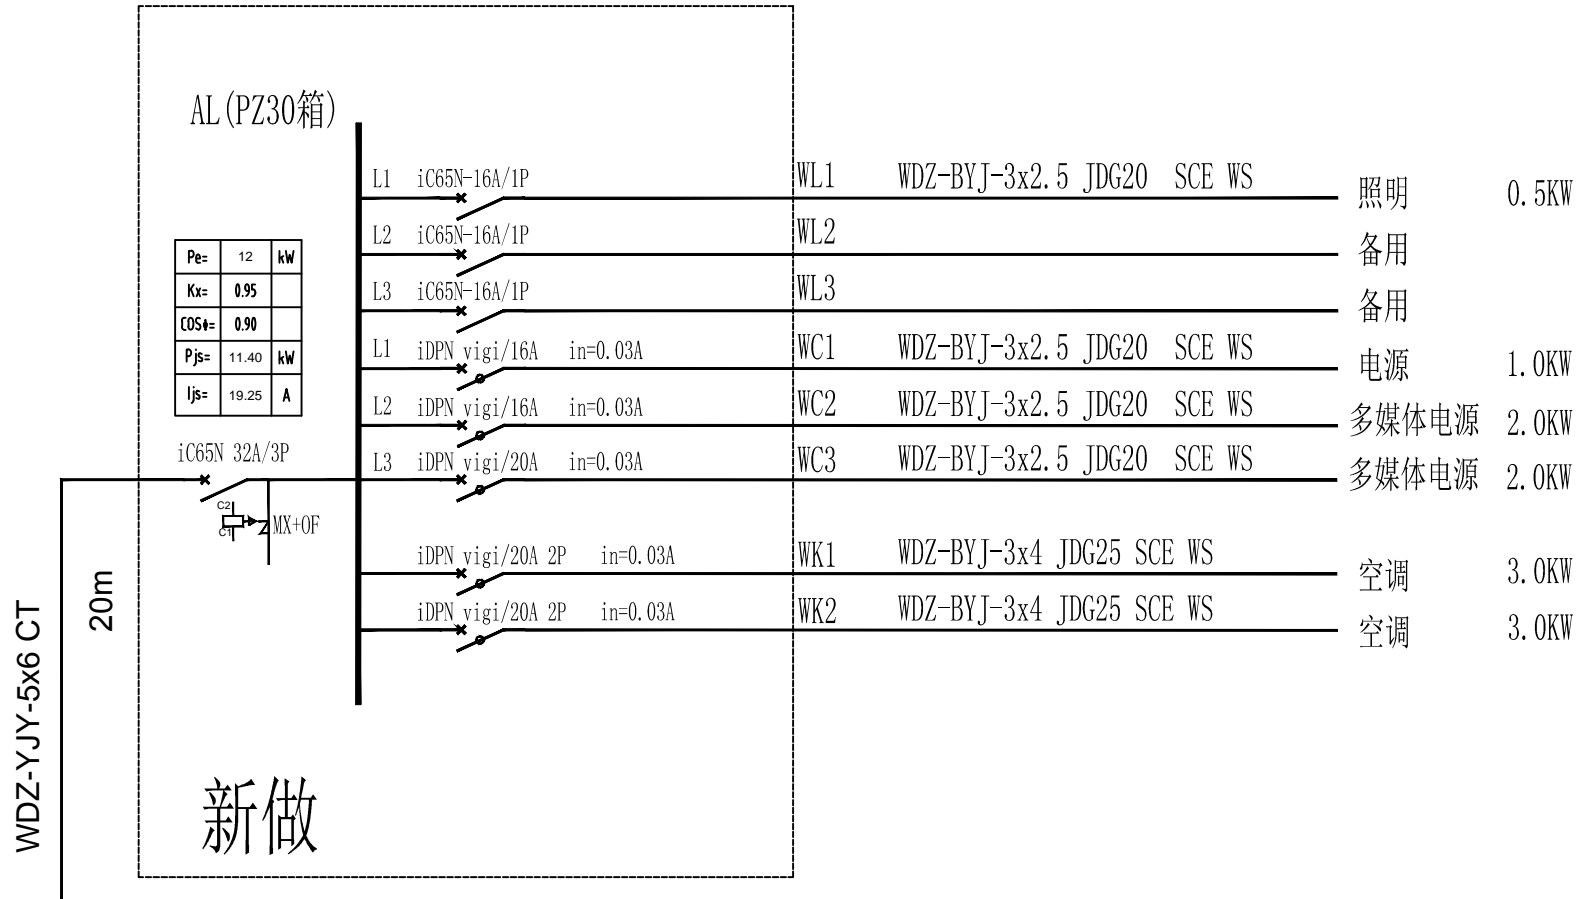 AL(PZ30箱)
L1 iC65N-16A/1P WL1 WDZ-BYJ-3x2.5 JDG20 SCE WS 照明 0.5KW
L2 iC65N-16A/1P WL2 备用
L3 iC65N-16A/1P WL3 备用
L1 iDPN vigi/16A in=0.03A WC1 WDZ-BYJ-3x2.5 JDG20 SCE WS 电源 1.0KW
L2 iDPN vigi/16A in=0.03A WC2 WDZ-BYJ-3x2.5 JDG20 SCE WS 多媒体电源 2.0KW
L3 iDPN vigi/20A in=0.03A WC3 WDZ-BYJ-3x2.5 JDG20 SCE WS 多媒体电源 2.0KW
iDPN vigi/20A 2P in=0.03A WK1 WDZ-BYJ-3x4 JDG25 SCE WS 空调 3.0KW
iDPN vigi/20A 2P in=0.03A WK2 WDZ-BYJ-3x4 JDG25 SCE WS 空调 3.0KW
Pe= 12 kW
Kx= 0.95
COSΦ= 0.90
Pjs= 11.40 kW
Ijs= 19.25 A
iC65N 32A/3P
C2
C1
MX+OF
WDZ-YJY-5x6 CT
20m
新做